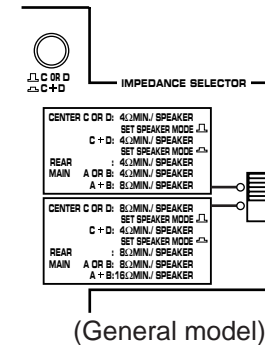 C OR D
C+D
IMPEDANCE SELECTOR
CENTER C OR D: 4ΩMIN./ SPEAKER
SET SPEAKER MODE
C+D: 4ΩMIN./ SPEAKER
SET SPEAKER MODE
REAR : 4ΩMIN./ SPEAKER
MAIN A OR B: 4ΩMIN./ SPEAKER
A+B: 8ΩMIN./ SPEAKER
CENTER C OR D: 8ΩMIN./ SPEAKER
SET SPEAKER MODE
C+D: 4ΩMIN./ SPEAKER
SET SPEAKER MODE
REAR : 8ΩMIN./ SPEAKER
MAIN A OR B: 8ΩMIN./ SPEAKER
A+B:16ΩMIN./ SPEAKER
(General model)